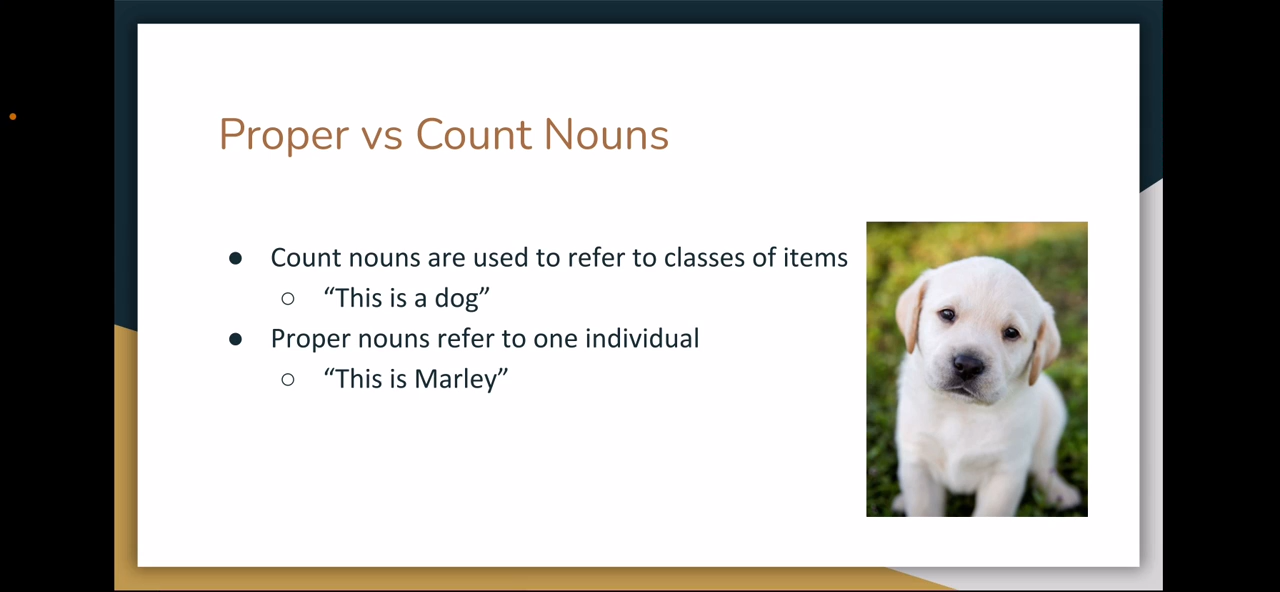 Proper vs Count Nouns
● Count nouns are used to refer to classes of items
○ “This is a dog”
● Proper nouns refer to one individual
○ “This is Marley”